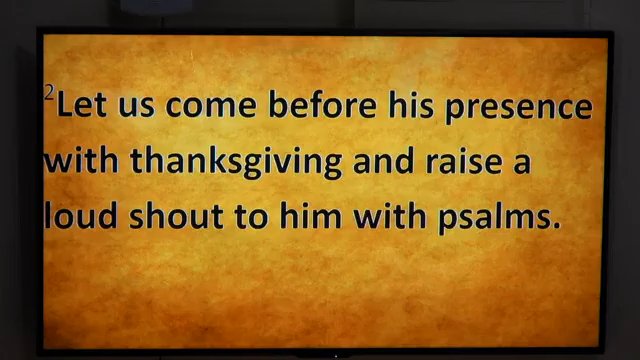 ²Let us come before his presence
with thanksgiving and raise a
loud shout to him with psalms.